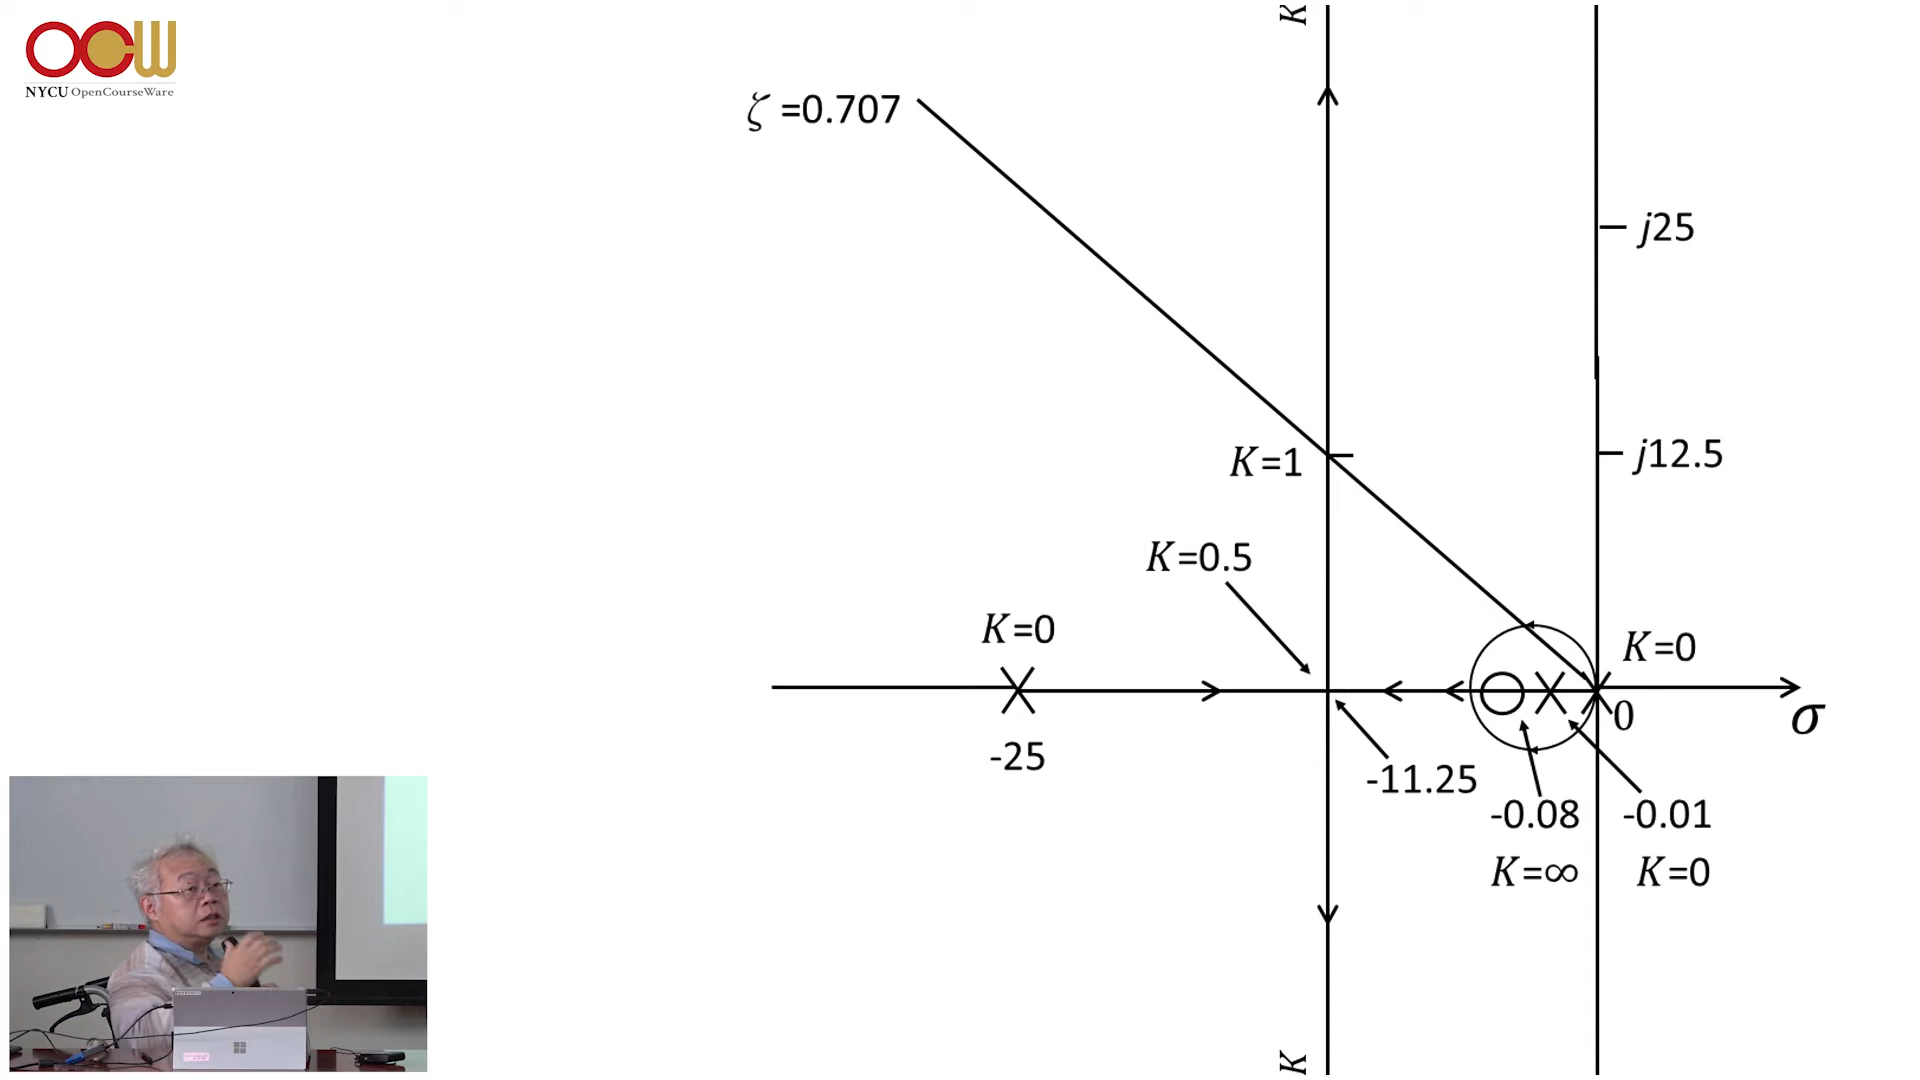 OCW
NYCU OpenCourseWare
K
ζ =0.707
j25
K=1
j12.5
K=0.5
K=0
K=0
0
σ
-25
-11.25
-0.08
-0.01
K=∞
K=0
K